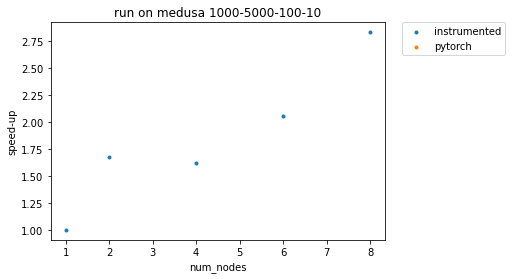 run on medusa 1000-5000-100-10
instrumented
pytorch
speed-up
2.75
2.50
2.25
2.00
1.75
1.50
1.25
1.00
1 2 3 4 5 6 7 8
num_nodes